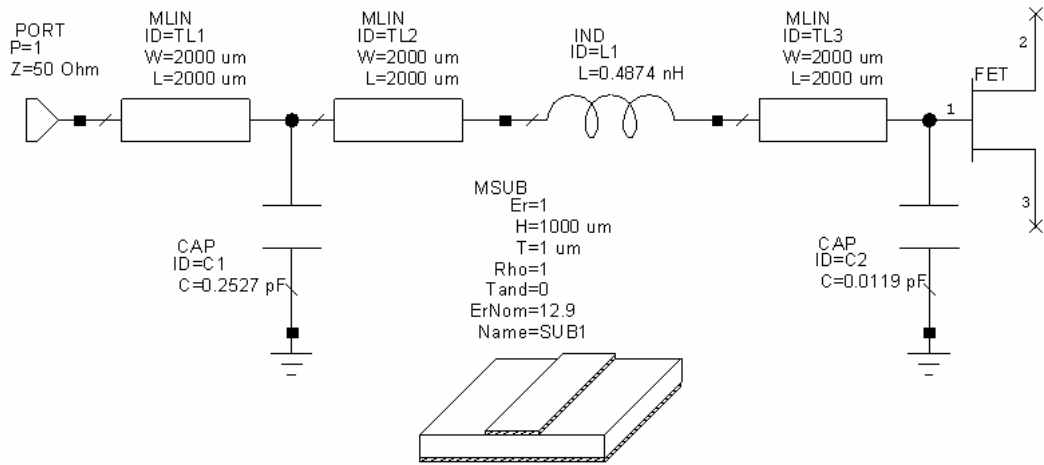 PORT
P=1
Z=50 Ohm
MLIN
ID=TL1
W=2000 um
L=2000 um
MLIN
ID=TL2
W=2000 um
L=2000 um
IND
ID=L1
L=0.4874 nH
MLIN
ID=TL3
W=2000 um
L=2000 um
2
FET
1
3
CAP
ID=C1
C=0.2527 pF
MSUB
Er=1
H=1000 um
T=1 um
Rho=1
Tand=0
ErNom=12.9
Name=SUB1
CAP
ID=C2
C=0.0119 pF